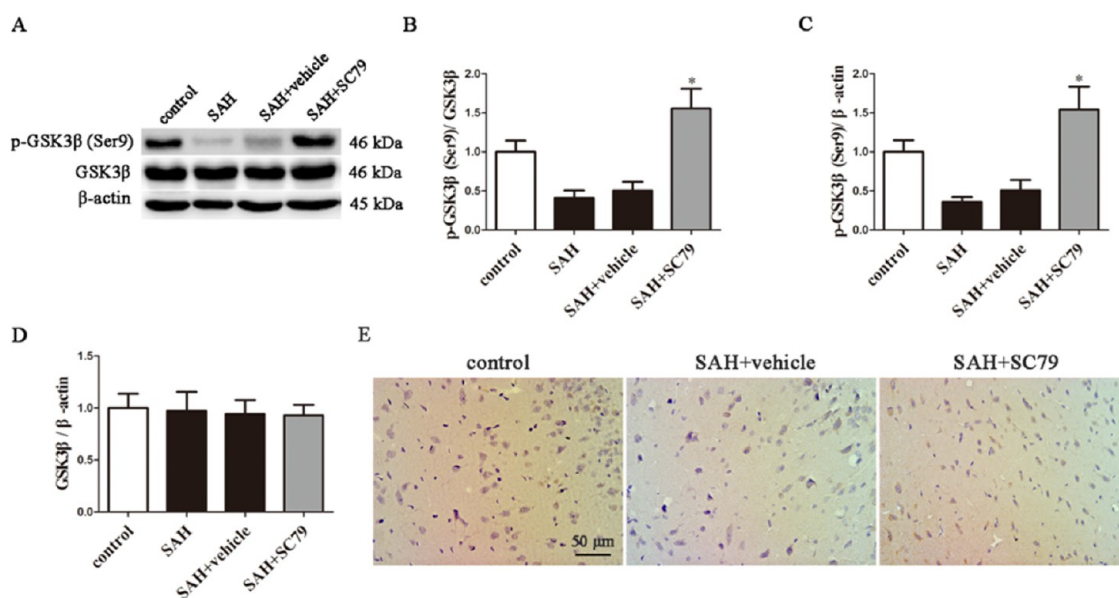 A
control
SAH
SAH+vehicle
SAH+SC79
p-GSK3β (Ser9)
46 kDa
GSK3β
46 kDa
β-actin
45 kDa
B
p-GSK3β (Ser9)/ GSK3β
2.0
1.5
1.0
0.5
0.0
*
control
SAH
SAH+vehicle
SAH+SC79
C
p-GSK3β (Ser9)/ β -actin
2.0
1.5
1.0
0.5
0.0
*
control
SAH
SAH+vehicle
SAH+SC79
D
GSK3β / β -actin
1.5
1.0
0.5
0.0
control
SAH
SAH+vehicle
SAH+SC79
E
control
SAH+vehicle
SAH+SC79
50 μm